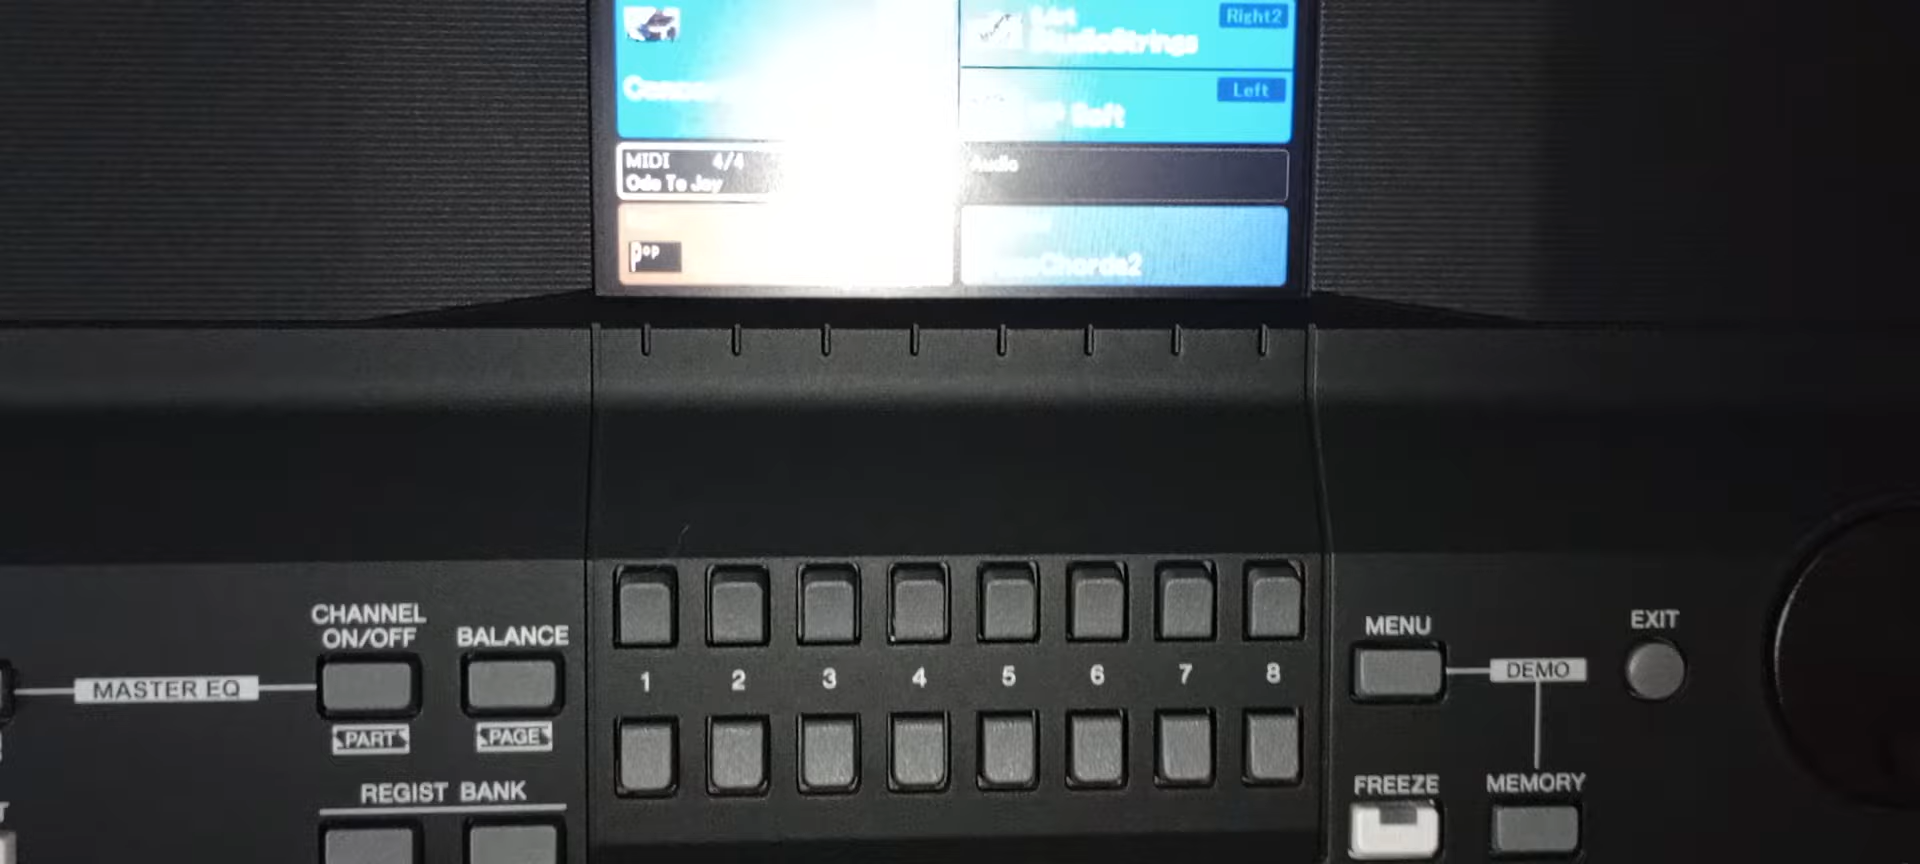 Right2
Left
MIDI 4/4
Ode To Joy
Audio
Pop
CHANNEL
ON/OFF
BALANCE
MASTER EQ
PART
PAGE
REGIST BANK
1 2 3 4 5 6 7 8
MENU
DEMO
EXIT
FREEZE
MEMORY